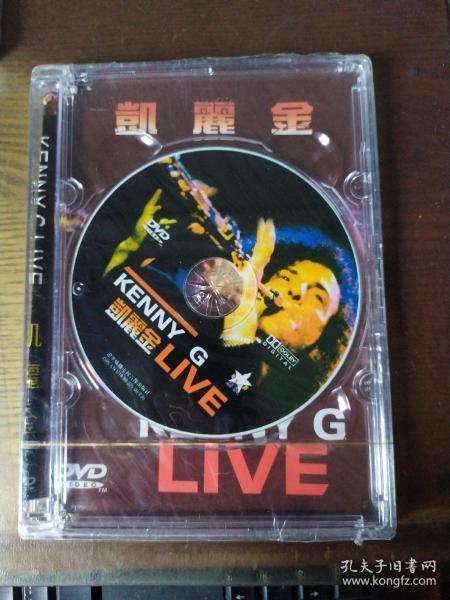 凱麗金
KENNY G LIVE
DVD
KENNY G
凱麗金
LIVE
DOLBY
DIGITAL
KENNY G
LIVE
DVD
VIDEO
TM
孔夫子旧书网
www.kongfz.com